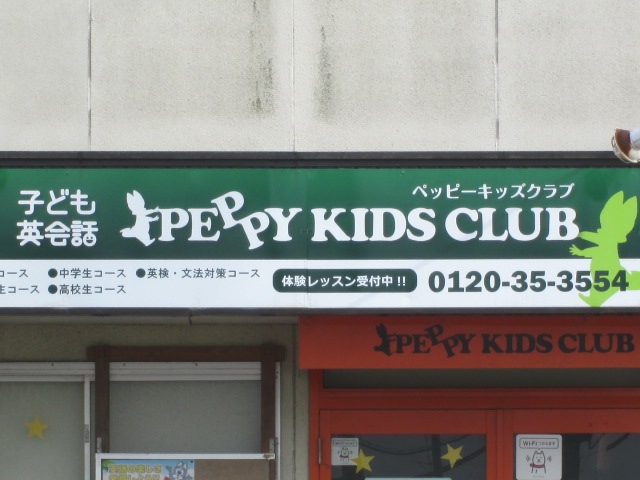 ペッピーキッズクラブ
子ども
英会話
PEPPY KIDS CLUB
コース ●中学生コース ●英検・文法対策コース
生コース ●高校生コース
体験レッスン受付中!!
0120-35-3554
PEPPY KIDS CLUB
WiFi